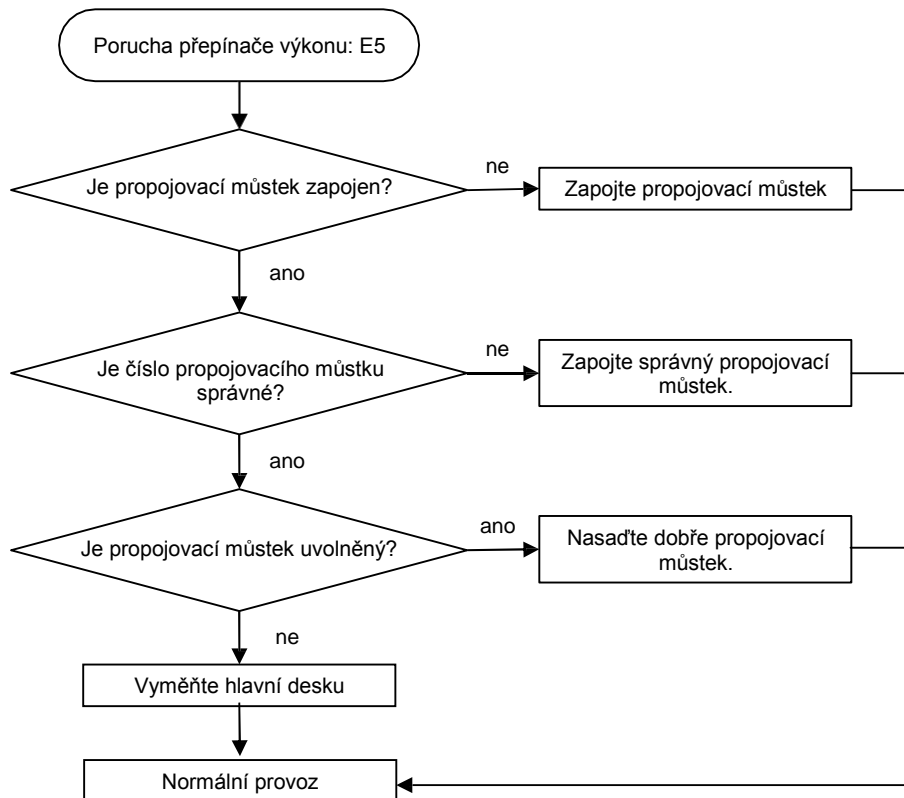 Porucha přepínače výkonu: E5
Je propojovací můstek zapojen?
ne
Zapojte propojovací můstek
ano
Je číslo propojovacího můstku
správné?
ne
Zapojte správný propojovací
můstek.
ano
Je propojovací můstek uvolněný?
ano
Nasaďte dobře propojovací
můstek.
ne
Vyměňte hlavní desku
Normální provoz